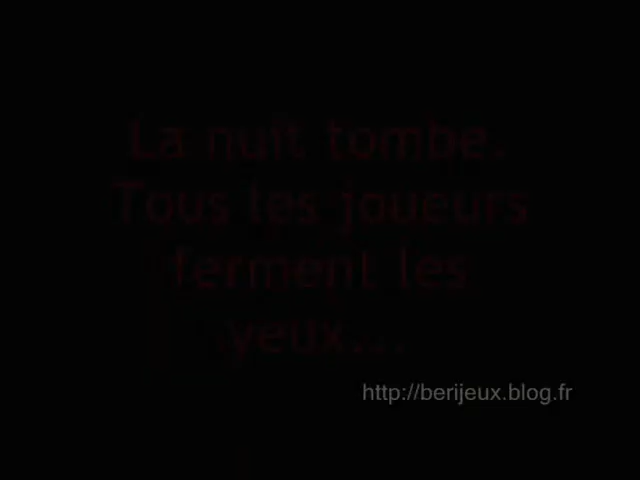 La nuit tombe.
Tous les joueurs
ferment les
yeux...
http://berijeux.blog.fr